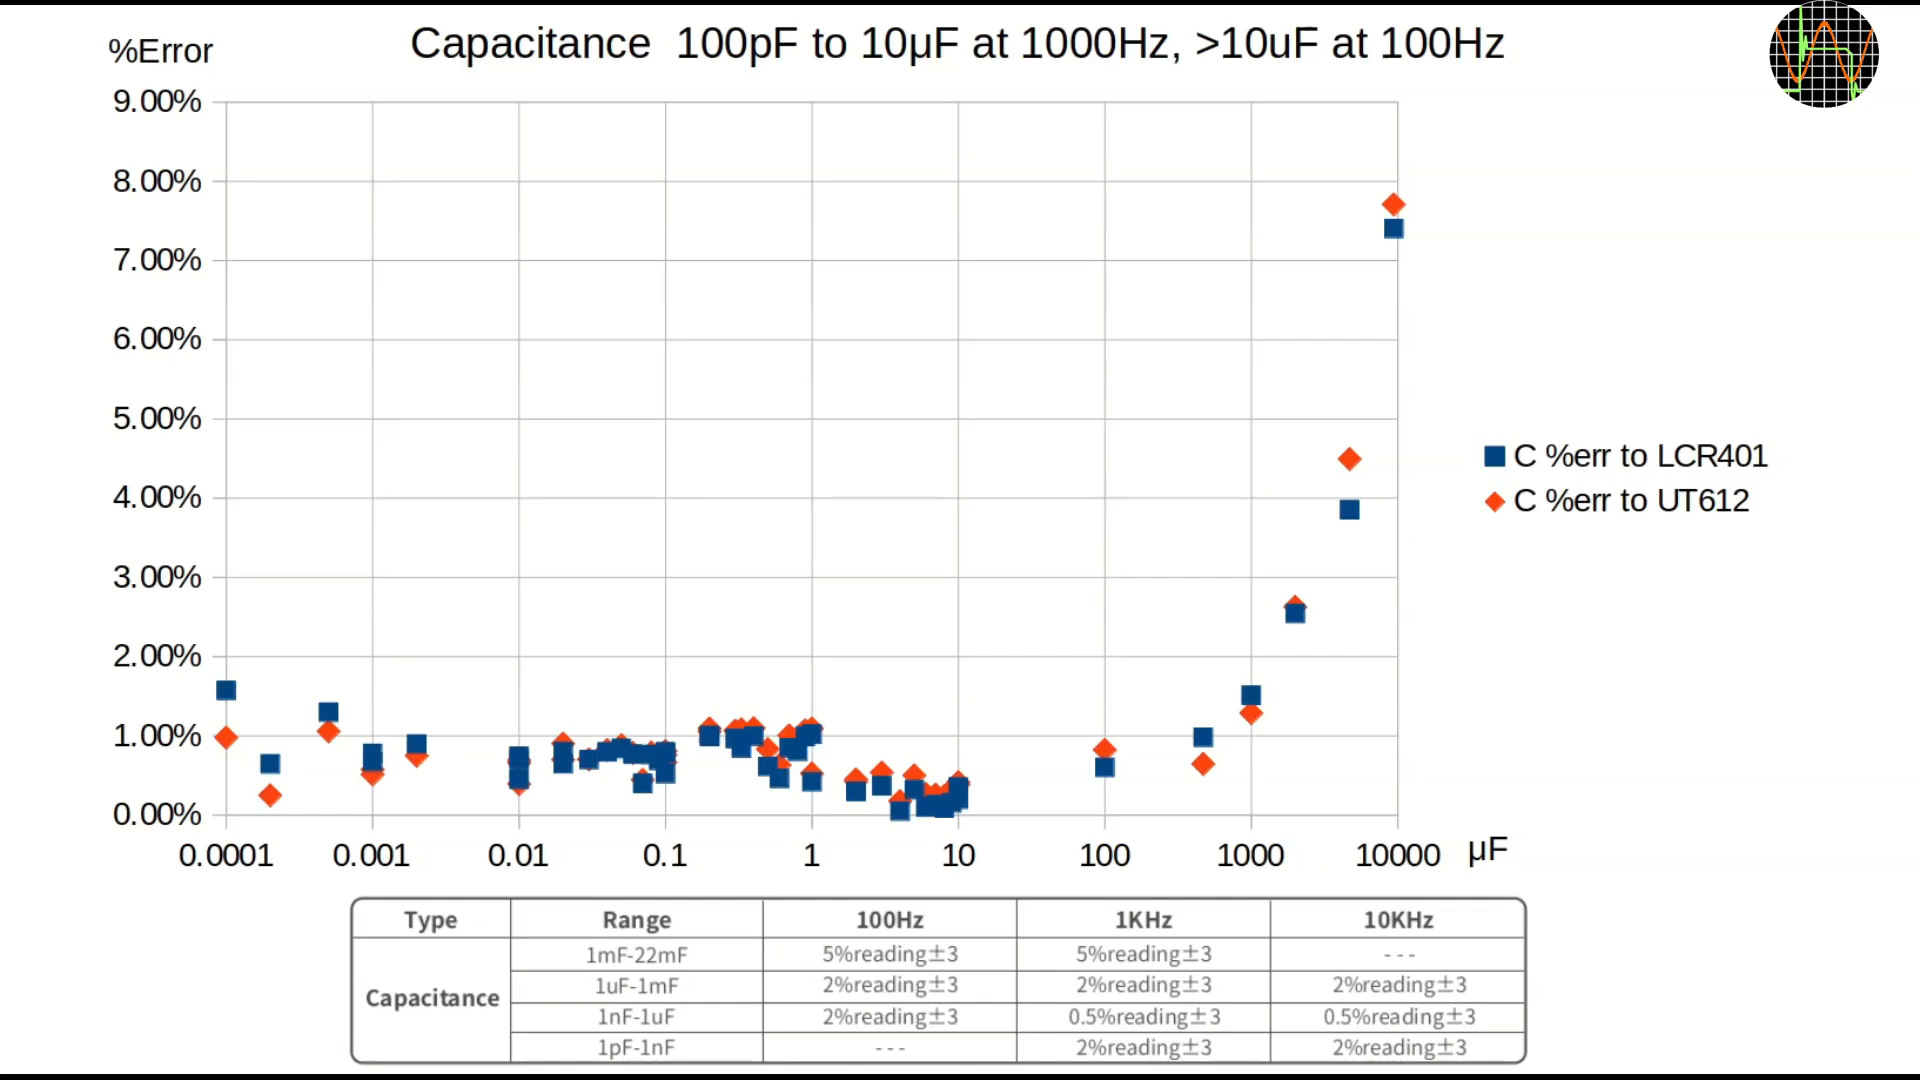 %Error
Capacitance 100pF to 10µF at 1000Hz, >10uF at 100Hz
9.00%
8.00%
7.00%
6.00%
5.00%
4.00%
3.00%
2.00%
1.00%
0.00%
0.0001 0.001 0.01 0.1 1 10 100 1000 10000 µF
C %err to LCR401
C %err to UT612
Type Range 100Hz 1KHz 10KHz
Capacitance
1mF-22mF 5%reading±3 5%reading±3 ---
1uF-1mF 2%reading±3 2%reading±3 2%reading±3
1nF-1uF 2%reading±3 0.5%reading±3 0.5%reading±3
1pF-1nF --- 2%reading±3 2%reading±3